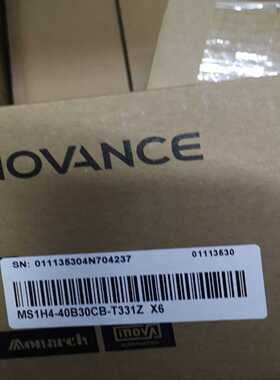 NOVANCE
SN: 011135304N704237 01113530
MS1H4-40B30CB-T331Z X6
Monarch inovA